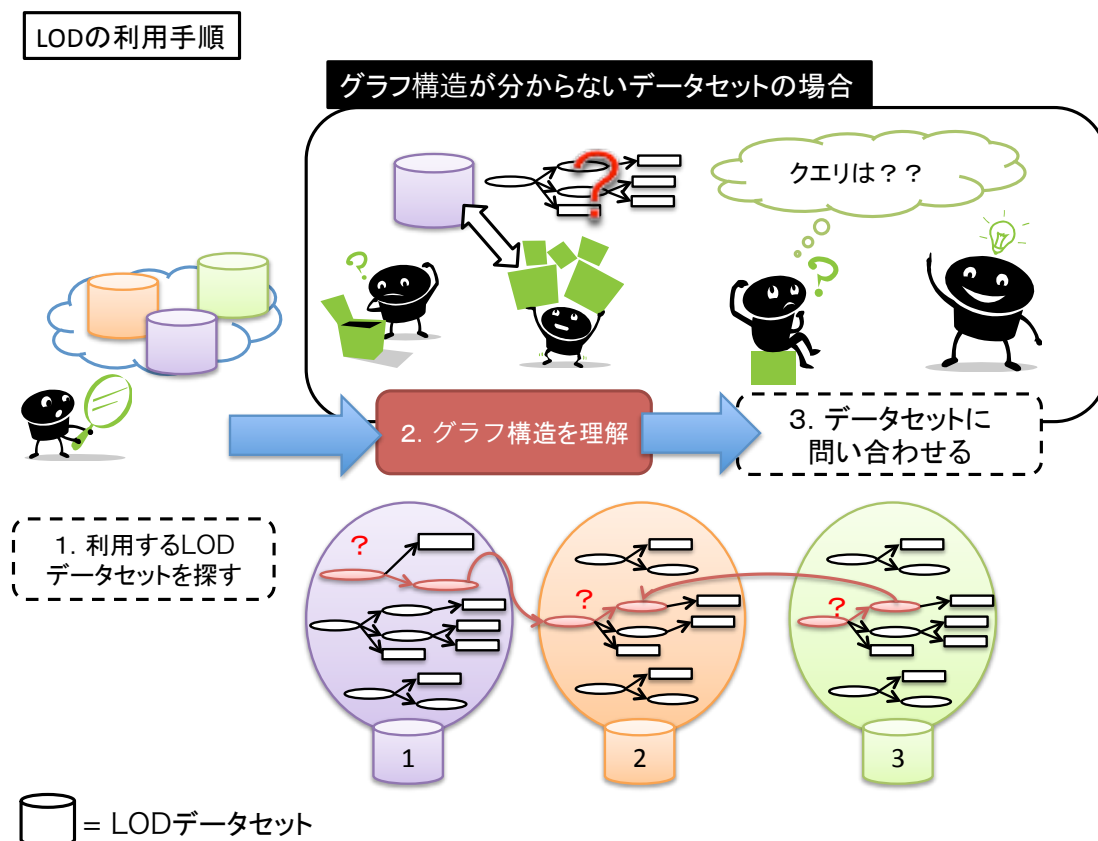 LODの利用手順
グラフ構造が分からないデータセットの場合
?
クエリは？？
?
?
2. グラフ構造を理解
3. データセットに
問い合わせる
1. 利用するLOD
データセットを探す
？
？
？
1
2
3
= LODデータセット